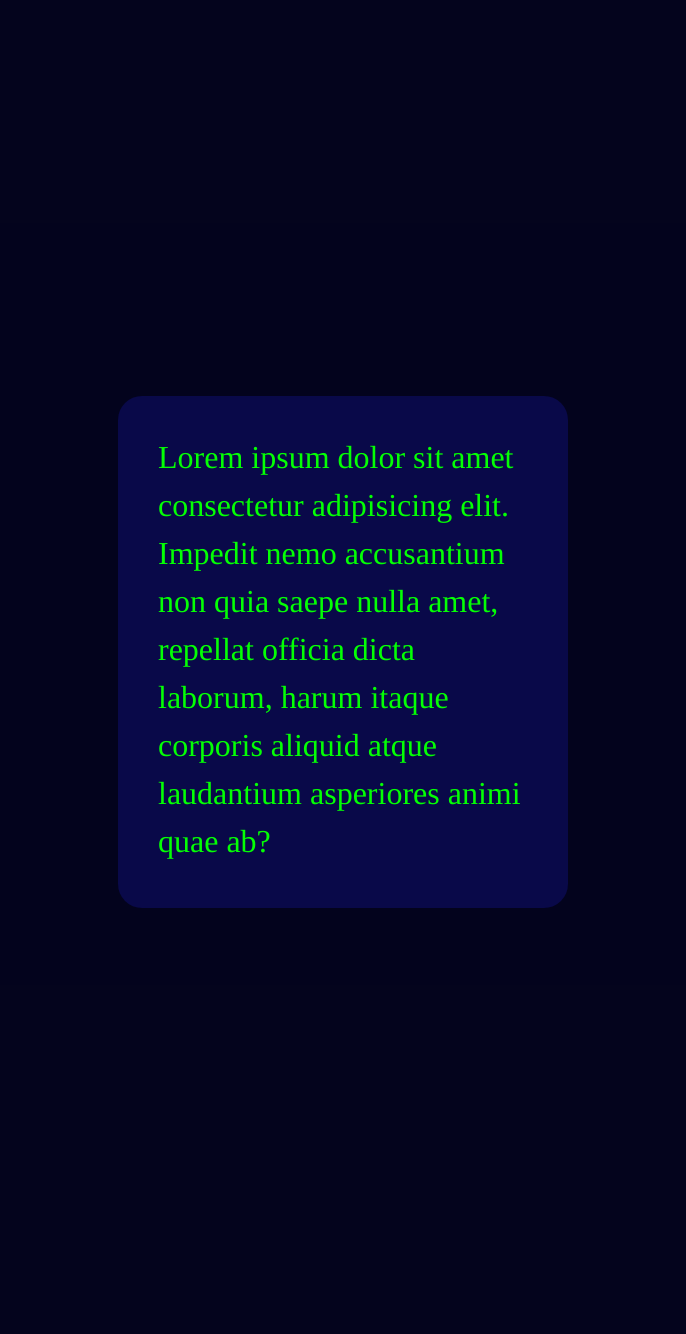 Lorem ipsum dolor sit amet
consectetur adipisicing elit.
Impedit nemo accusantium
non quia saepe nulla amet,
repellat officia dicta
laborum, harum itaque
corporis aliquid atque
laudantium asperiores animi
quae ab?